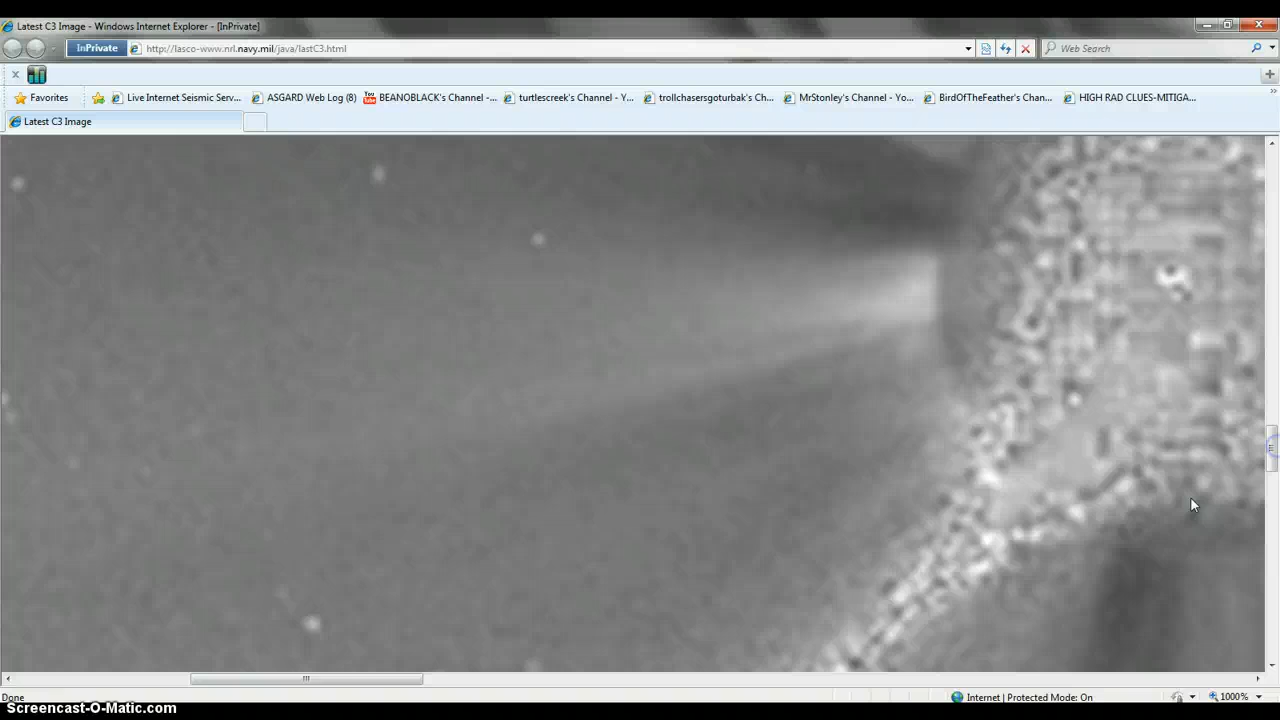 Latest C3 Image - Windows Internet Explorer - [InPrivate]
InPrivate http://lasco-www.nrl.navy.mil/java/lastC3.html Web Search
Favorites Live Internet Seismic Serv... ASGARD Web Log (8) You Tube BEANOBLACK's Channel -... turtlescreek's Channel - Y... trollchasersgoturbak's Ch... MrStonley's Channel - Yo... BirdOfTheFeather's Chan... HIGH RAD CLUES-MITIGA...
Latest C3 Image
Done Internet | Protected Mode: On 1000%
Screencast-O-Matic.com